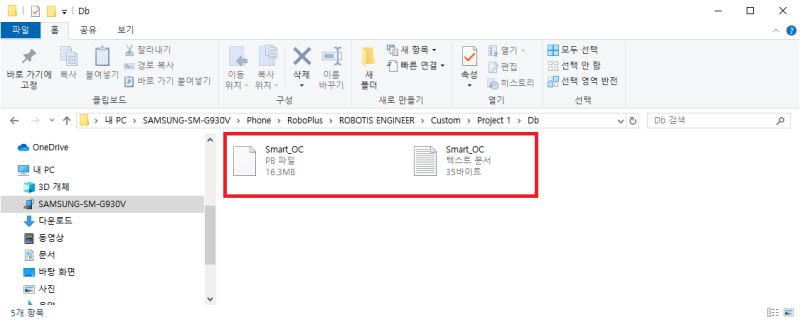 Db
파일 홈 공유 보기
바로 가기에 고정
복사
붙여넣기
잘라내기
경로 복사
바로 가기 붙여넣기
클립보드
이동 위치
복사 위치
삭제
이름 바꾸기
구성
새 폴더
새 항목
빠른 연결
새로 만들기
속성
열기
편집
히스토리
열기
모두 선택
선택 안 함
선택 영역 반전
선택
내 PC > SAMSUNG-SM-G930V > Phone > RoboPlus > ROBOTIS ENGINEER > Custom > Project 1 > Db
Db 검색
OneDrive
내 PC
3D 개체
SAMSUNG-SM-G930V
다운로드
동영상
문서
바탕 화면
사진
음악
Smart_OC
PB 파일
16.3MB
Smart_OC
텍스트 문서
35바이트
5개 항목